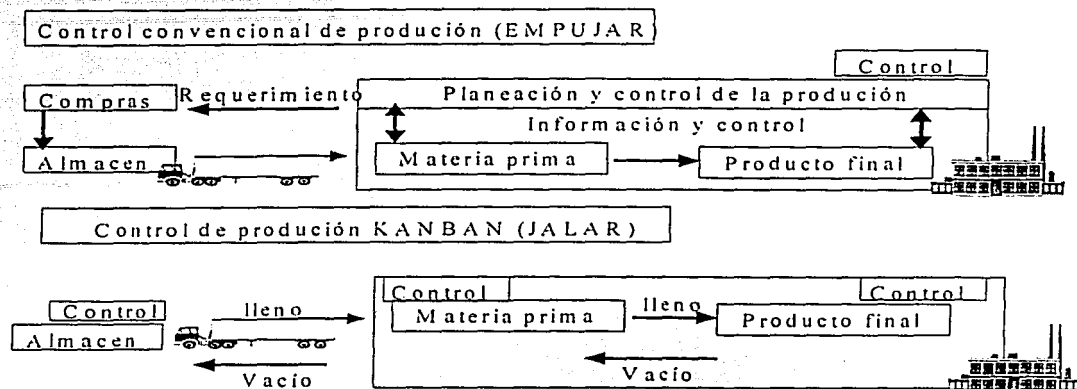 Control convencional de produción (EMPUJAR)
Control
Compras
Requerimiento
Planeación y control de la produción
Información y control
Almacen
Materia prima
Producto final
Control de produción KANBAN (JALAR)
Control
lleno
Control
Control
Almacen
Materia prima
lleno
Producto final
Vacío
Vacío